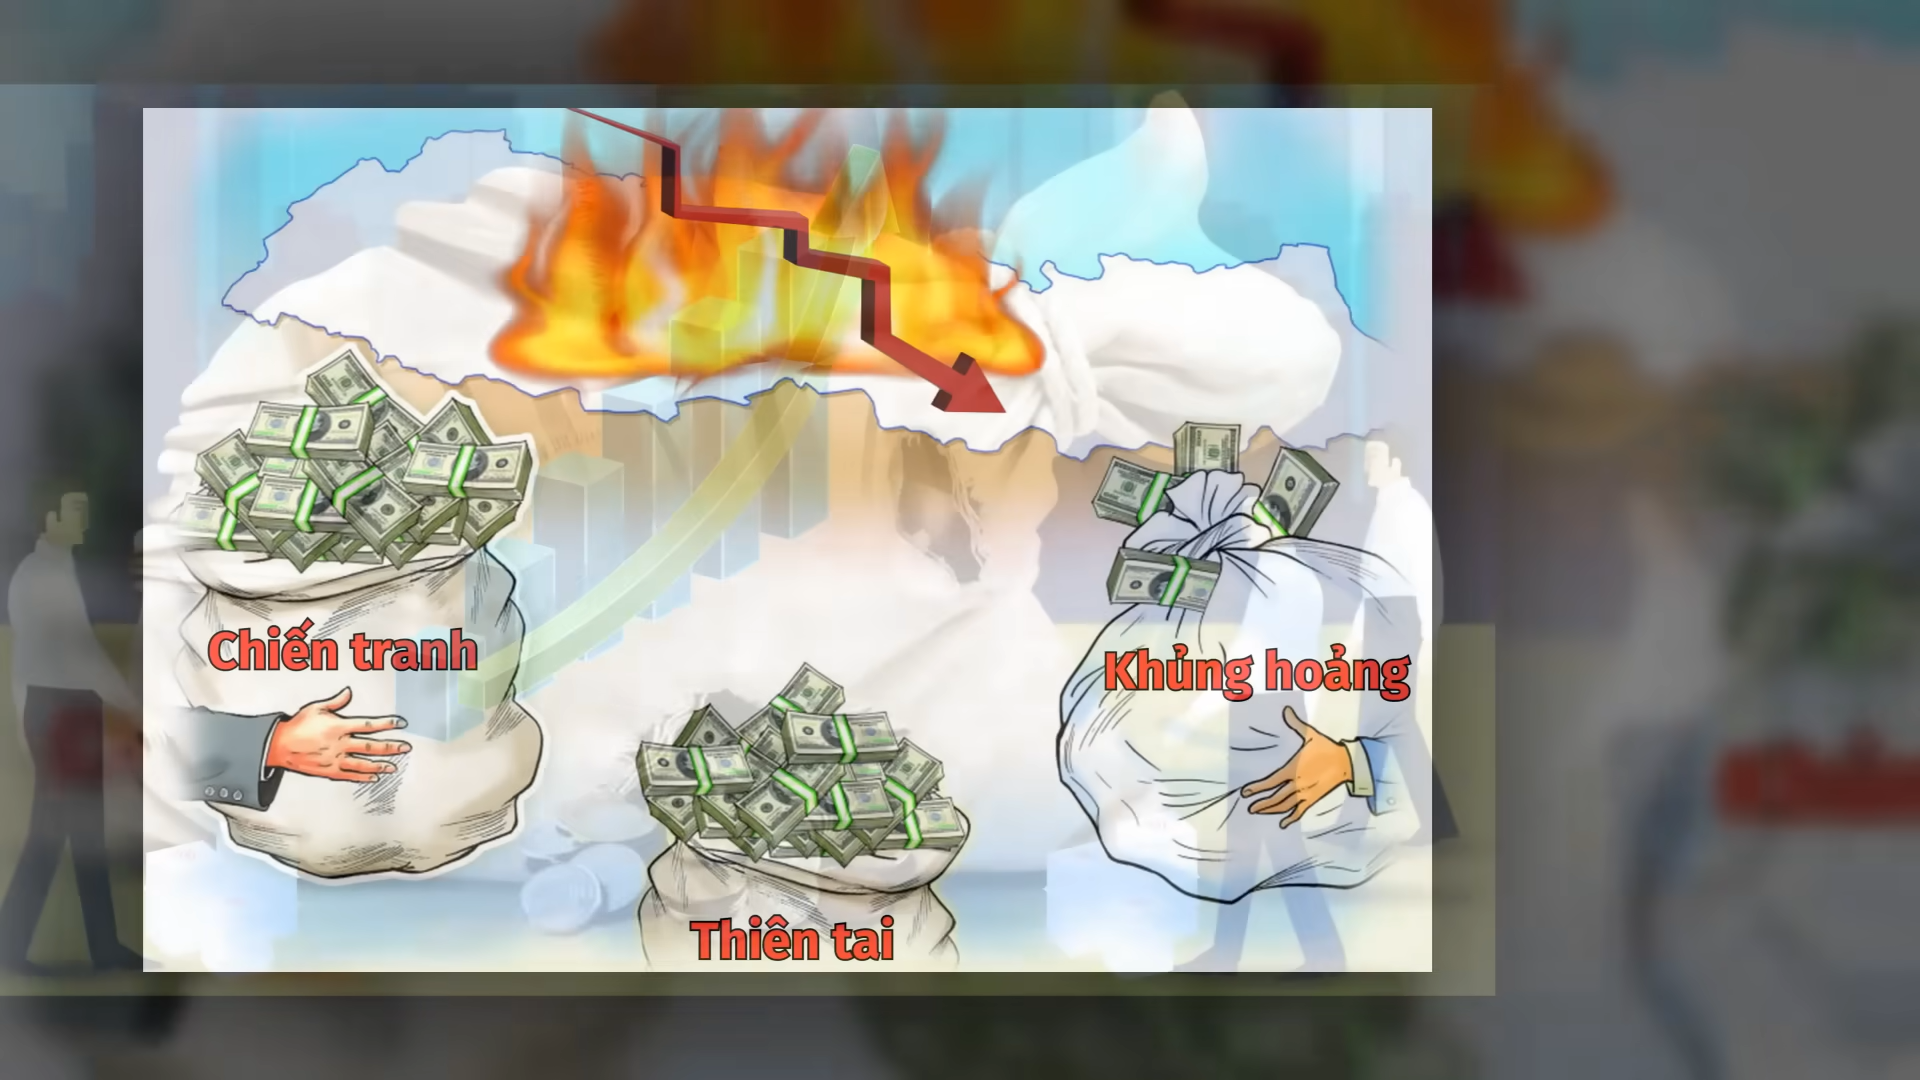 Chiến tranh
Khủng hoảng
Thiên tai